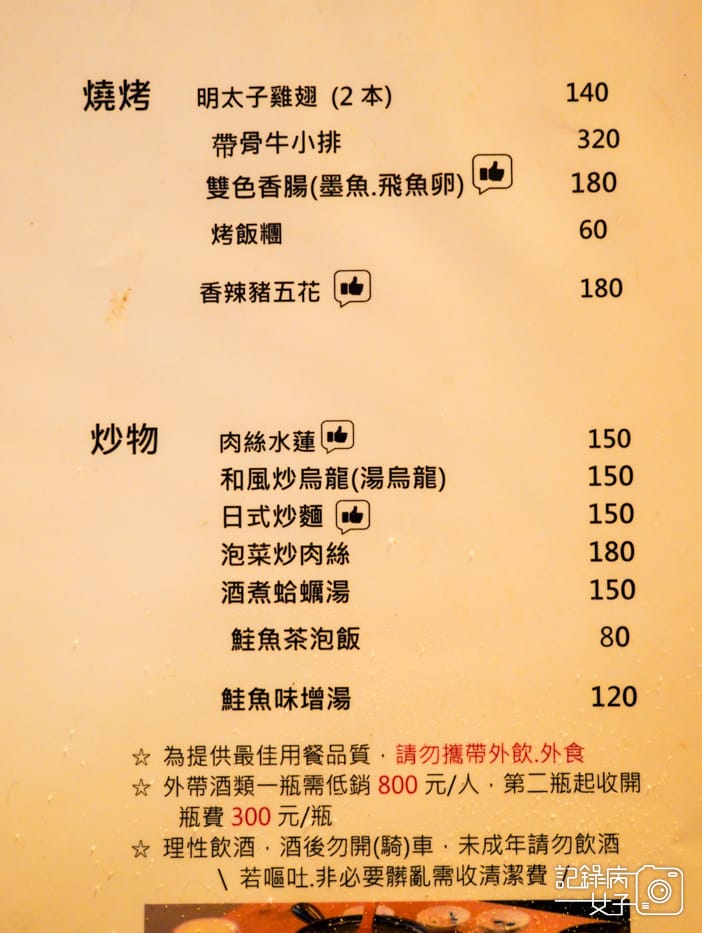 燒烤 明太子雞翅 (2 本) 140
帶骨牛小排 320
雙色香腸(墨魚.飛魚卵) 180
烤飯糰 60
香辣豬五花 180
炒物 肉絲水蓮 150
和風炒烏龍(湯烏龍) 150
日式炒麵 150
泡菜炒肉絲 180
酒煮蛤蠣湯 150
鮭魚茶泡飯 80
鮭魚味增湯 120
☆ 為提供最佳用餐品質，請勿攜帶外飲.外食
☆ 外帶酒類一瓶需低銷 800 元/人，第二瓶起收開
瓶費 300 元/瓶
☆ 理性飲酒，酒後勿開(騎)車，未成年請勿飲酒
\ 若嘔吐.非必要髒亂需收清潔費 /
記錄病
女子